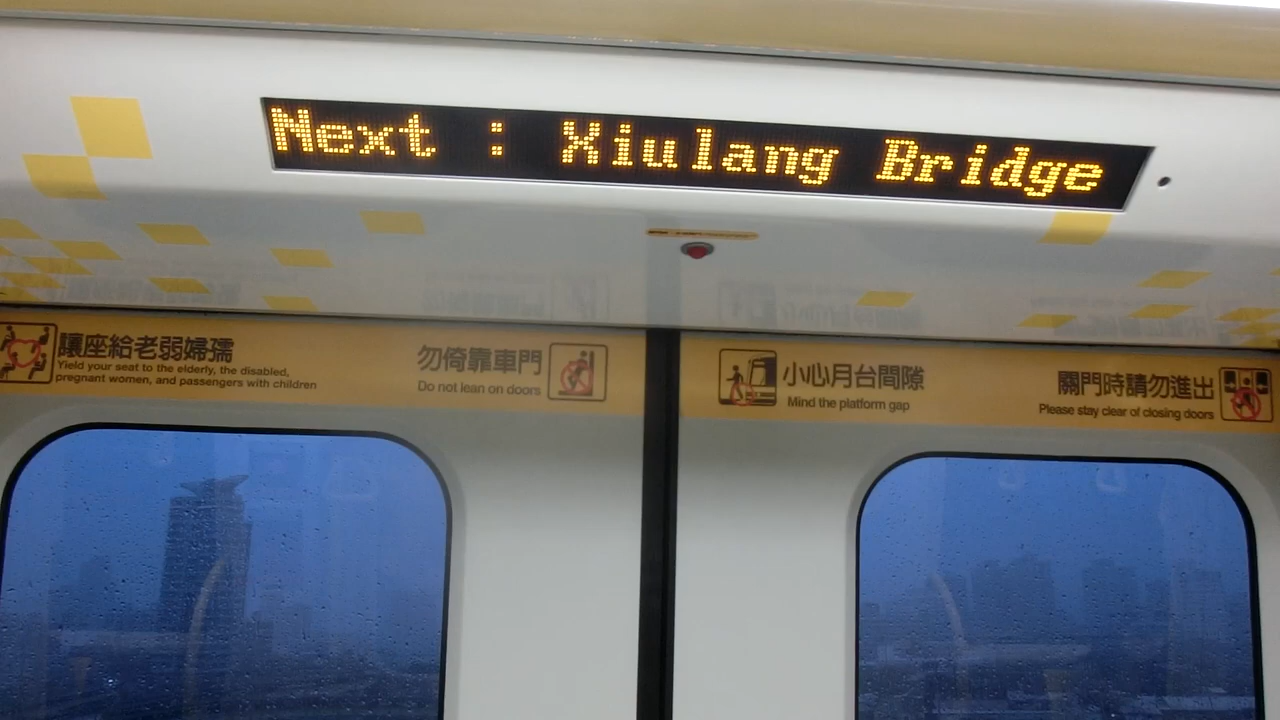 Next : Xiulang Bridge
讓座給老弱婦孺
Yield your seat to the elderly, the disabled,
pregnant women, and passengers with children
勿倚靠車門
Do not lean on doors
小心月台間隙
Mind the platform gap
關門時請勿進出
Please stay clear of closing doors